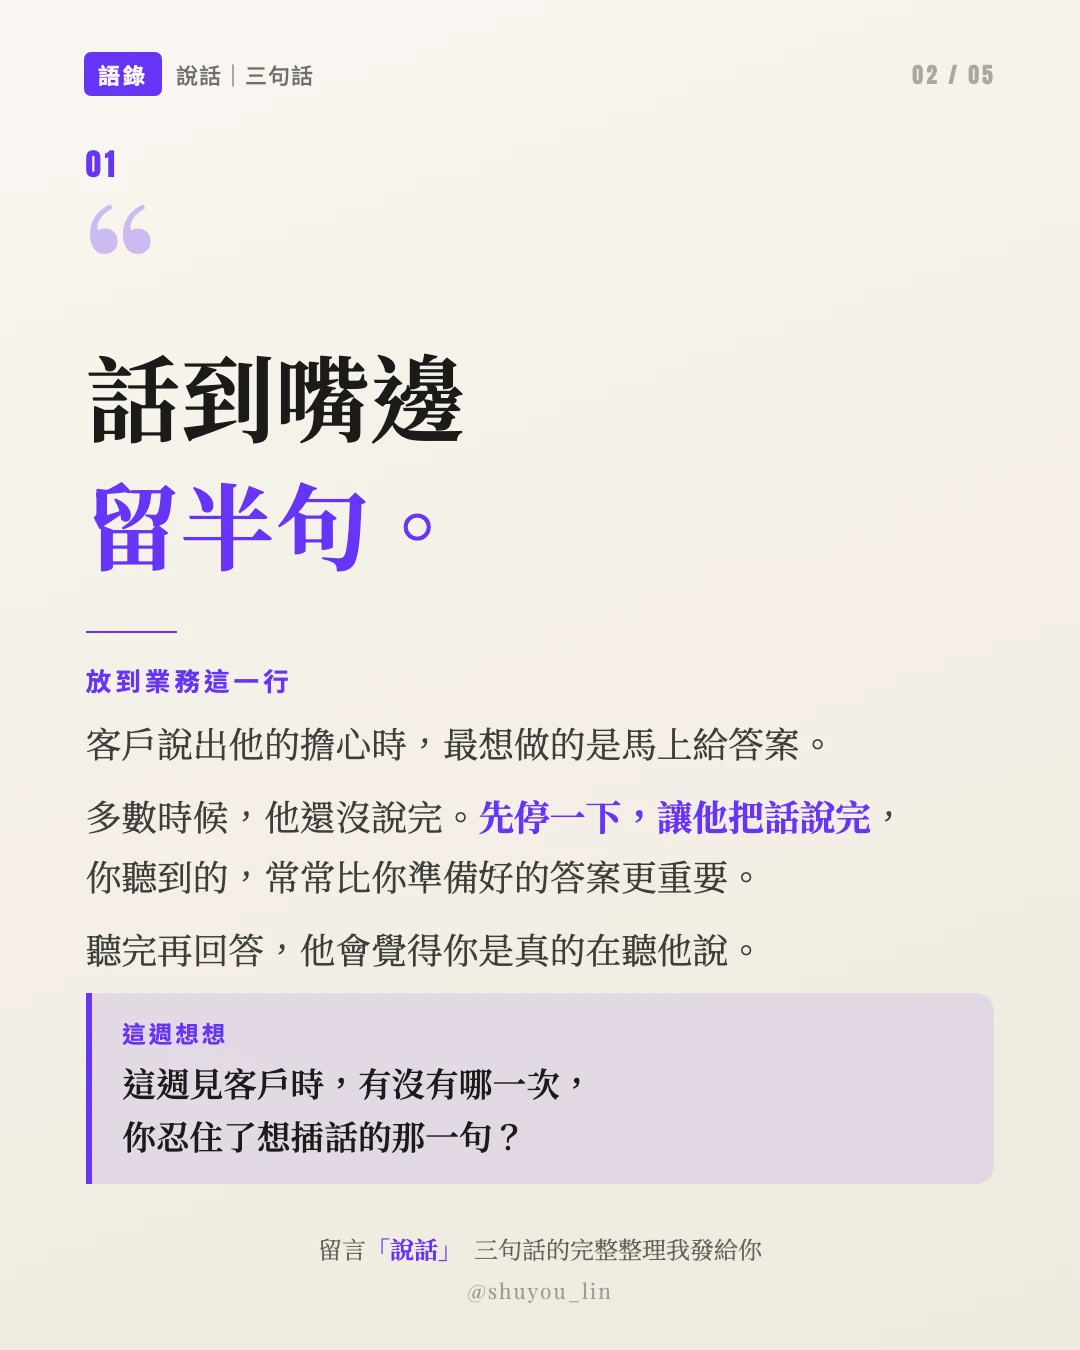 語錄 說話｜三句話
02 / 05
01
“
話到嘴邊
留半句。
放到業務這一行
客戶說出他的擔心時，最想做的是馬上給答案。
多數時候，他還沒說完。先停一下，讓他把話說完，
你聽到的，常常比你準備好的答案更重要。
聽完再回答，他會覺得你是真的在聽他說。
這週想想
這週見客戶時，有沒有哪一次，
你忍住了想插話的那一句？
留言「說話」 三句話的完整整理我發給你
@shuyou_lin